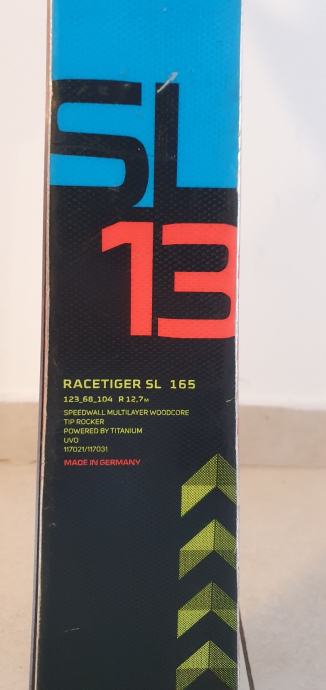 SL
13
RACETIGER SL 165
123_68_104 R 12,7M
SPEEDWALL MULTILAYER WOODCORE
TIP ROCKER
POWERED BY TITANIUM
UVO
117021/117031
MADE IN GERMANY